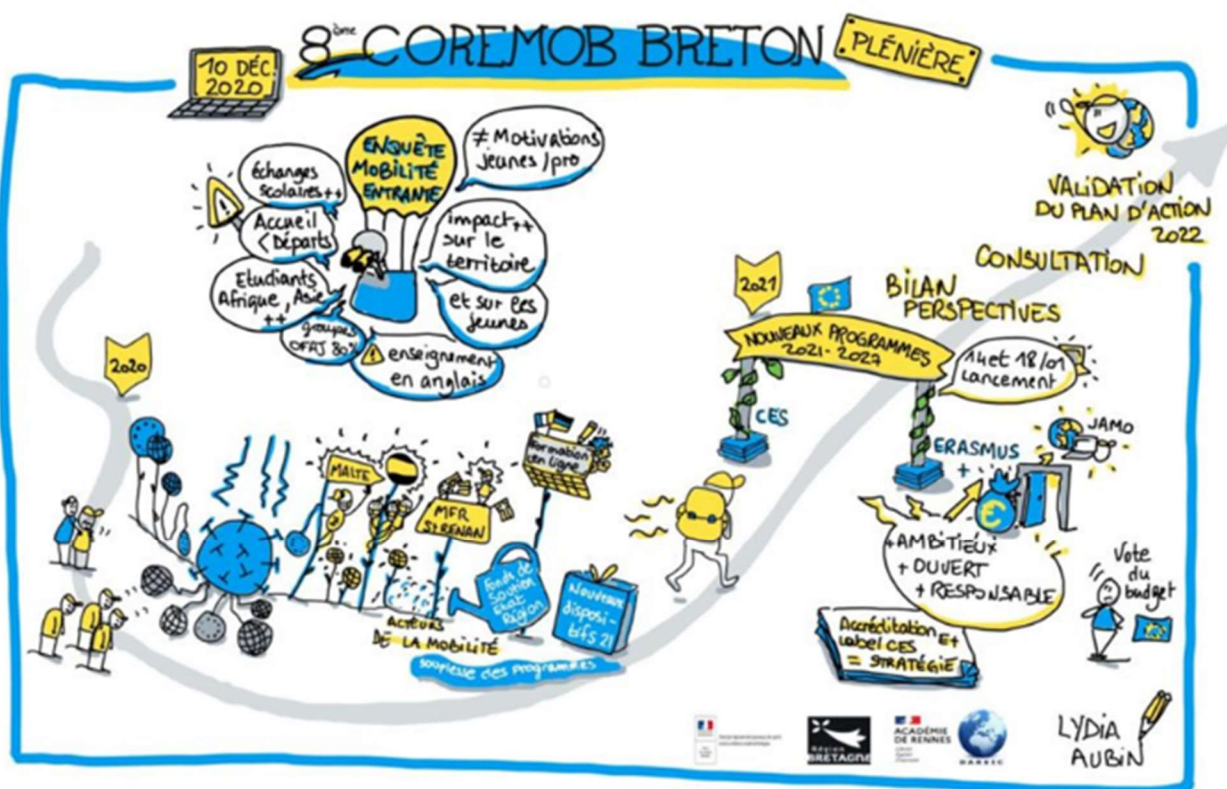 8ème COREMOB BRETON
PLÉNIÈRE
10 DÉC.
2020
ENQUÊTE
MOBILITÉ
ENTRANTE
≠ Motivations
jeunes/pro
échanges
scolaires ++
Accueil
< Départs
Etudiants
Afrique, Asie
++
groupes
OFAJ 80%
impact ++
sur le
territoire
et sur les
jeunes
enseignement
en anglais
VALIDATION
DU PLAN D'ACTION
2022
CONSULTATION
BILAN
PERSPECTIVES
2021
NOUVEAUX PROGRAMMES
2021-2027
14 et 18/01
Lancement
CES
ERASMUS
+
JAMO
€
+ AMBITIEUX
+ OUVERT
+ RESPONSABLE
Vote
du
budget
Accréditation E+
Label CES
= STRATÉGIE
2020
MALTE
MFR
St RENAN
Formation
en ligne
Fonds de
Soutien
Etat
Région
Nouveaux
disposi-
tifs 21
ACTEURS
DE LA MOBILITÉ
souplesse des programmes
Région
BRETAGNE
ACADÉMIE
DE RENNES
LYDIA
AUBIN